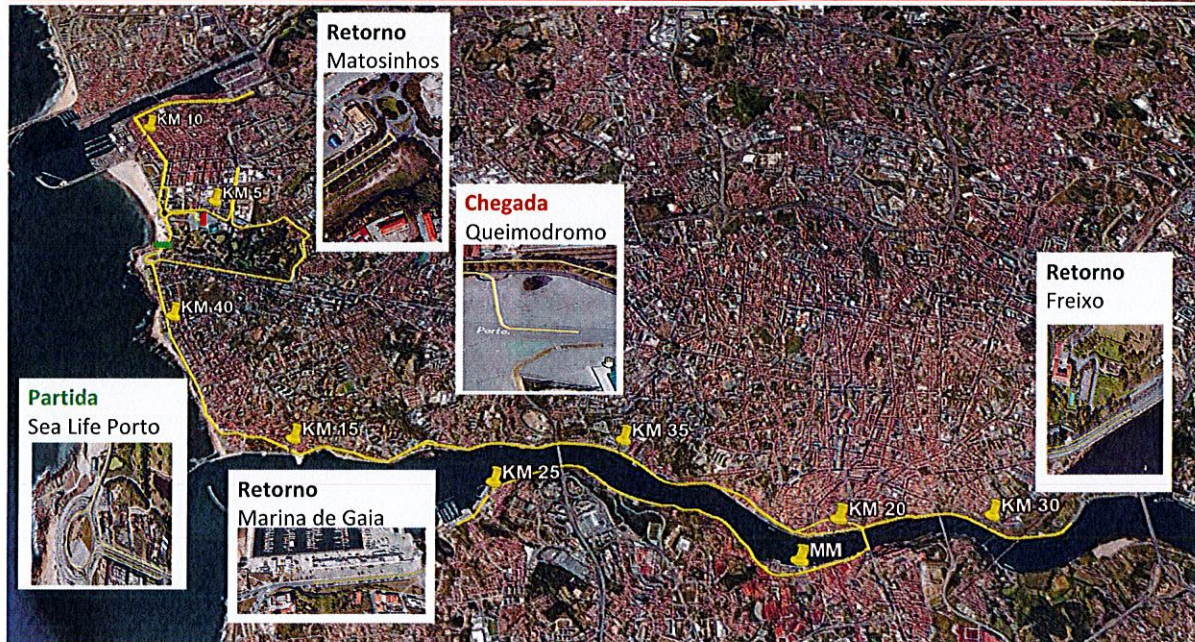 Retorno
Matosinhos
KM 10
KM 5
Chegada
Queimodromo
Porto.
Retorno
Freixo
KM 40
Partida
Sea Life Porto
KM 15
KM 35
Retorno
Marina de Gaia
KM 25
KM 20
KM 30
MM